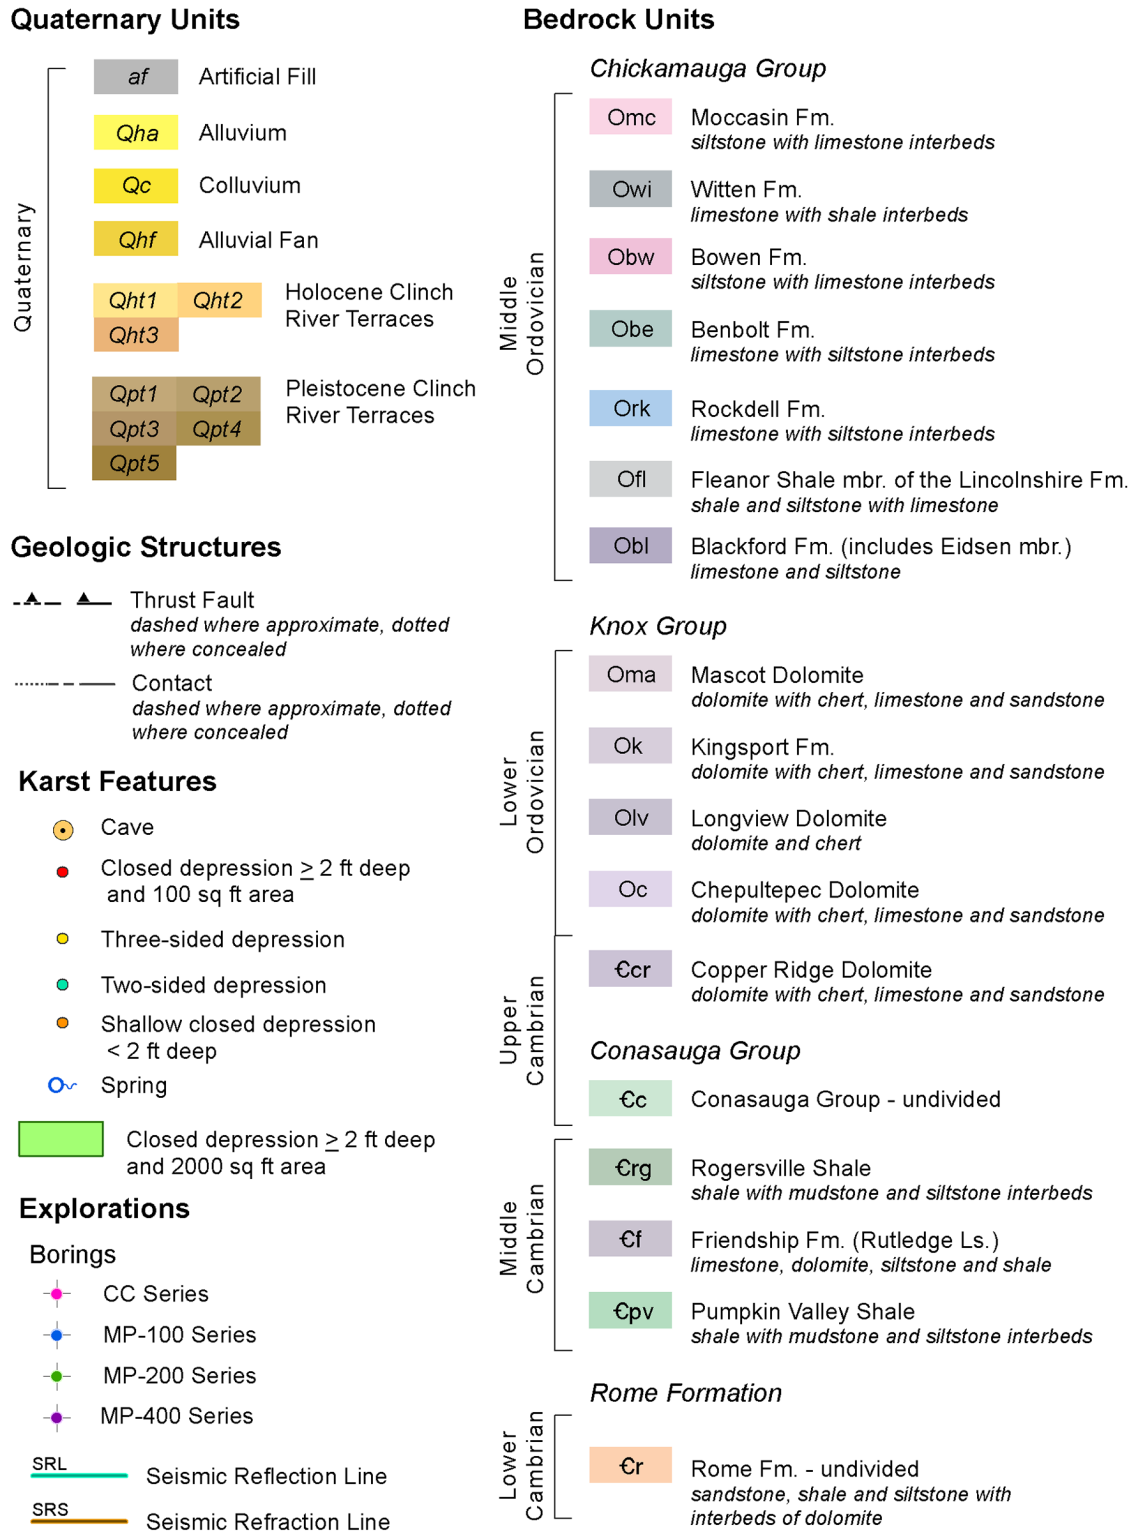 Quaternary Units
Quaternary
af Artificial Fill
Qha Alluvium
Qc Colluvium
Qhf Alluvial Fan
Qht1 Qht2 Holocene Clinch
Qht3 River Terraces
Qpt1 Qpt2 Pleistocene Clinch
Qpt3 Qpt4 River Terraces
Qpt5
Geologic Structures
Thrust Fault
dashed where approximate, dotted
where concealed
Contact
dashed where approximate, dotted
where concealed
Karst Features
Cave
Closed depression ≥ 2 ft deep
and 100 sq ft area
Three-sided depression
Two-sided depression
Shallow closed depression
< 2 ft deep
Spring
Closed depression ≥ 2 ft deep
and 2000 sq ft area
Explorations
Borings
CC Series
MP-100 Series
MP-200 Series
MP-400 Series
SRL Seismic Reflection Line
SRS Seismic Refraction Line
Bedrock Units
Chickamauga Group
Middle
Ordovician
Omc Moccasin Fm.
siltstone with limestone interbeds
Owi Witten Fm.
limestone with shale interbeds
Obw Bowen Fm.
siltstone with limestone interbeds
Obe Benbolt Fm.
limestone with siltstone interbeds
Ork Rockdell Fm.
limestone with siltstone interbeds
Ofl Fleanor Shale mbr. of the Lincolnshire Fm.
shale and siltstone with limestone
Obl Blackford Fm. (includes Eidsen mbr.)
limestone and siltstone
Knox Group
Lower
Ordovician
Oma Mascot Dolomite
dolomite with chert, limestone and sandstone
Ok Kingsport Fm.
dolomite with chert, limestone and sandstone
Olv Longview Dolomite
dolomite and chert
Oc Chepultepec Dolomite
dolomite with chert, limestone and sandstone
Upper
Cambrian
Єcr Copper Ridge Dolomite
dolomite with chert, limestone and sandstone
Conasauga Group
Єc Conasauga Group - undivided
Middle
Cambrian
Єrg Rogersville Shale
shale with mudstone and siltstone interbeds
Єf Friendship Fm. (Rutledge Ls.)
limestone, dolomite, siltstone and shale
Єpv Pumpkin Valley Shale
shale with mudstone and siltstone interbeds
Rome Formation
Lower
Cambrian
Єr Rome Fm. - undivided
sandstone, shale and siltstone with
interbeds of dolomite